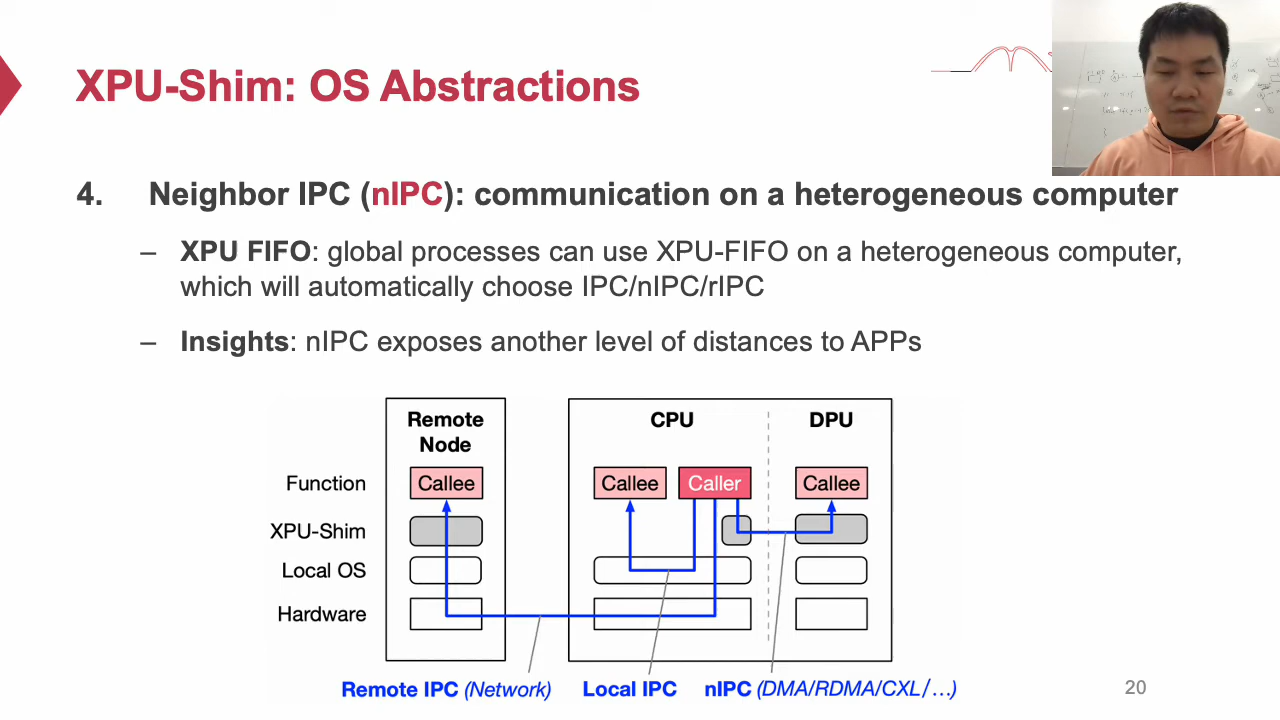 XPU-Shim: OS Abstractions
4. Neighbor IPC (nIPC): communication on a heterogeneous computer
– XPU FIFO: global processes can use XPU-FIFO on a heterogeneous computer,
which will automatically choose IPC/nIPC/rIPC
– Insights: nIPC exposes another level of distances to APPs
Remote
Node
CPU
DPU
Function
Callee
Callee
Caller
Callee
XPU-Shim
Local OS
Hardware
Remote IPC (Network)
Local IPC
nIPC (DMA/RDMA/CXL/...)
20